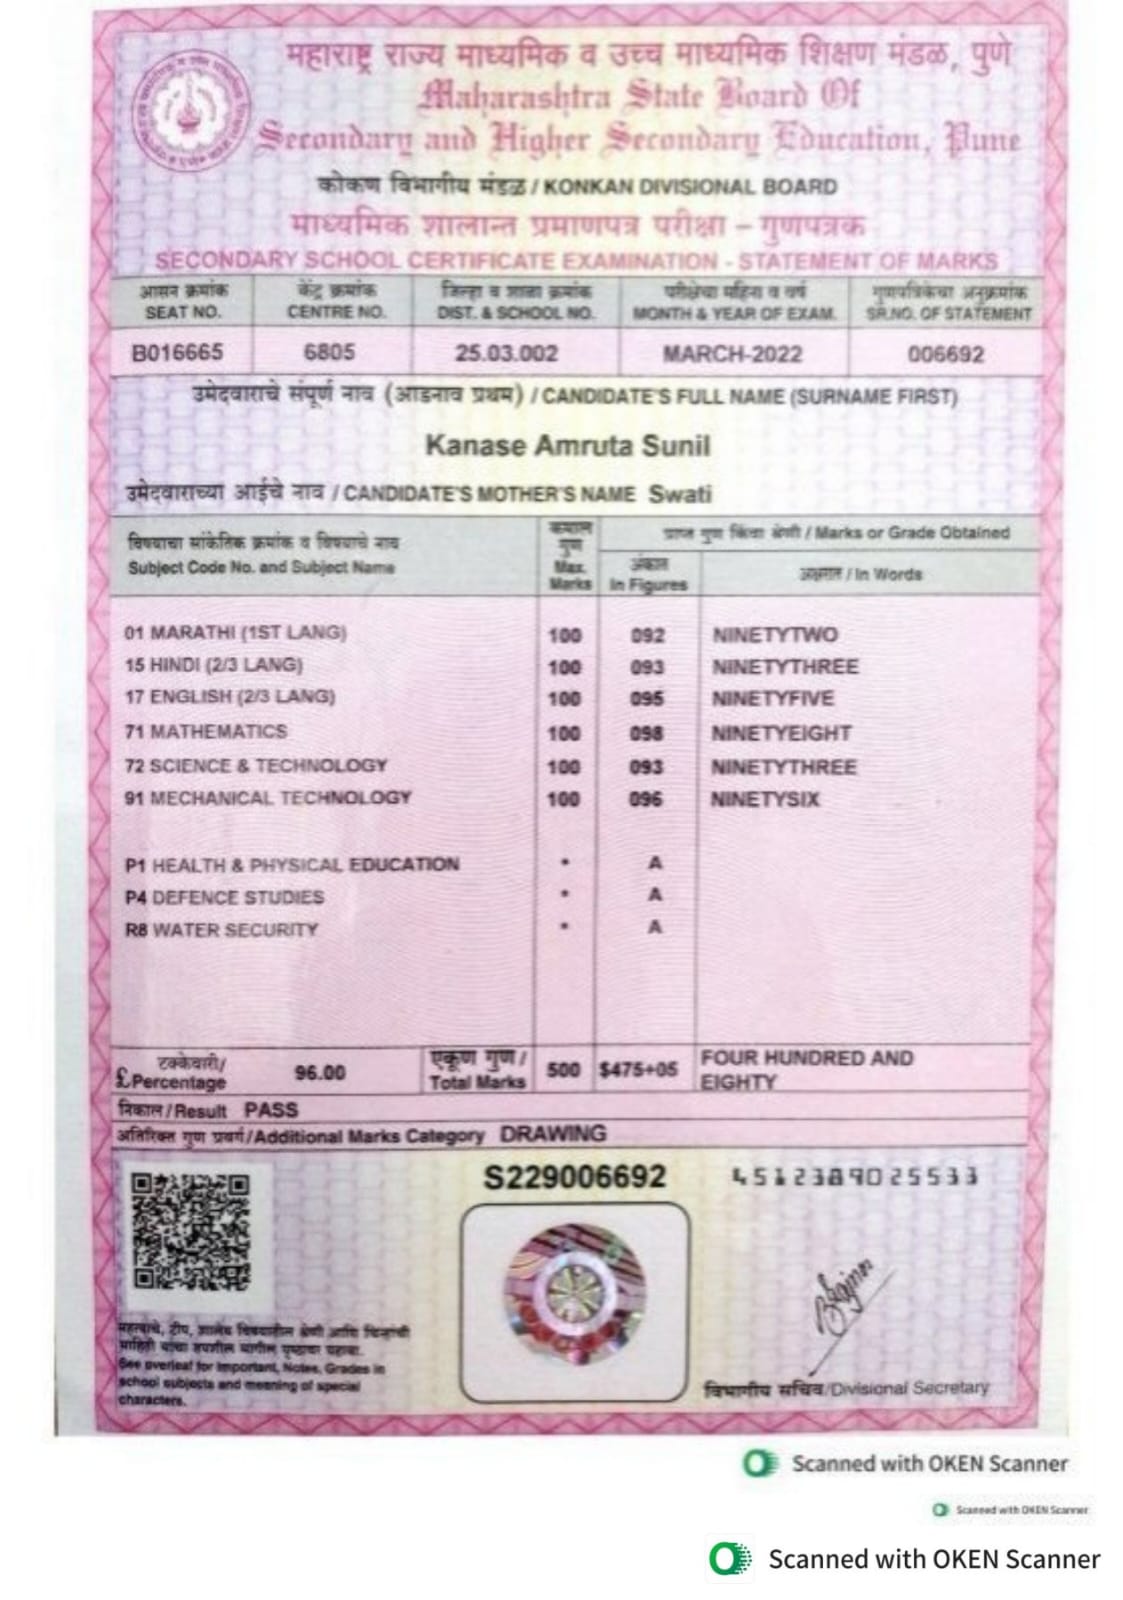 महाराष्ट्र राज्य माध्यमिक व उच्च माध्यमिक शिक्षण मंडळ, पुणे
Maharashtra State Board Of
Secondary and Higher Secondary Education, Pune
कोकण विभागीय मंडळ / KONKAN DIVISIONAL BOARD
माध्यमिक शालान्त प्रमाणपत्र परीक्षा – गुणपत्रक
SECONDARY SCHOOL CERTIFICATE EXAMINATION - STATEMENT OF MARKS
आसन क्रमांक केंद्र क्रमांक जिल्हा व शाळा क्रमांक परीक्षेचा महिना व वर्ष गुणपत्रिकेचा अनुक्रमांक
SEAT NO. CENTRE NO. DIST. & SCHOOL NO. MONTH & YEAR OF EXAM. SR.NO. OF STATEMENT
B016665 6805 25.03.002 MARCH-2022 006692
उमेदवाराचे संपूर्ण नाव (आडनाव प्रथम) / CANDIDATE'S FULL NAME (SURNAME FIRST)
Kanase Amruta Sunil
उमेदवाराच्या आईचे नाव / CANDIDATE'S MOTHER'S NAME Swati
विषयाचा सांकेतिक क्रमांक व विषयाचे नाव
Subject Code No. and Subject Name
कमाल
गुण
Max.
Marks
प्राप्त गुण किंवा श्रेणी / Marks or Grade Obtained
अंकात
In Figures
अक्षरात / In Words
01 MARATHI (1ST LANG) 100 092 NINETYTWO
15 HINDI (2/3 LANG) 100 093 NINETYTHREE
17 ENGLISH (2/3 LANG) 100 095 NINETYFIVE
71 MATHEMATICS 100 098 NINETYEIGHT
72 SCIENCE & TECHNOLOGY 100 093 NINETYTHREE
91 MECHANICAL TECHNOLOGY 100 096 NINETYSIX
P1 HEALTH & PHYSICAL EDUCATION * A
P4 DEFENCE STUDIES * A
R8 WATER SECURITY * A
टक्केवारी/
£ Percentage 96.00
एकूण गुण /
Total Marks 500 $475+05
FOUR HUNDRED AND
EIGHTY
निकाल/Result PASS
अतिरिक्त गुण प्रवर्ग/Additional Marks Category DRAWING
S229006692
4512389025533
महत्वाचे, टीप, शालेय विषयातील श्रेणी आणि चिन्हांची
See overleaf for Important, Notes, Grades in
school subjects and meaning of special
characters.
विभागीय सचिव/Divisional Secretary
Scanned with OKEN Scanner
Scanned with OKEN Scanner
Scanned with OKEN Scanner